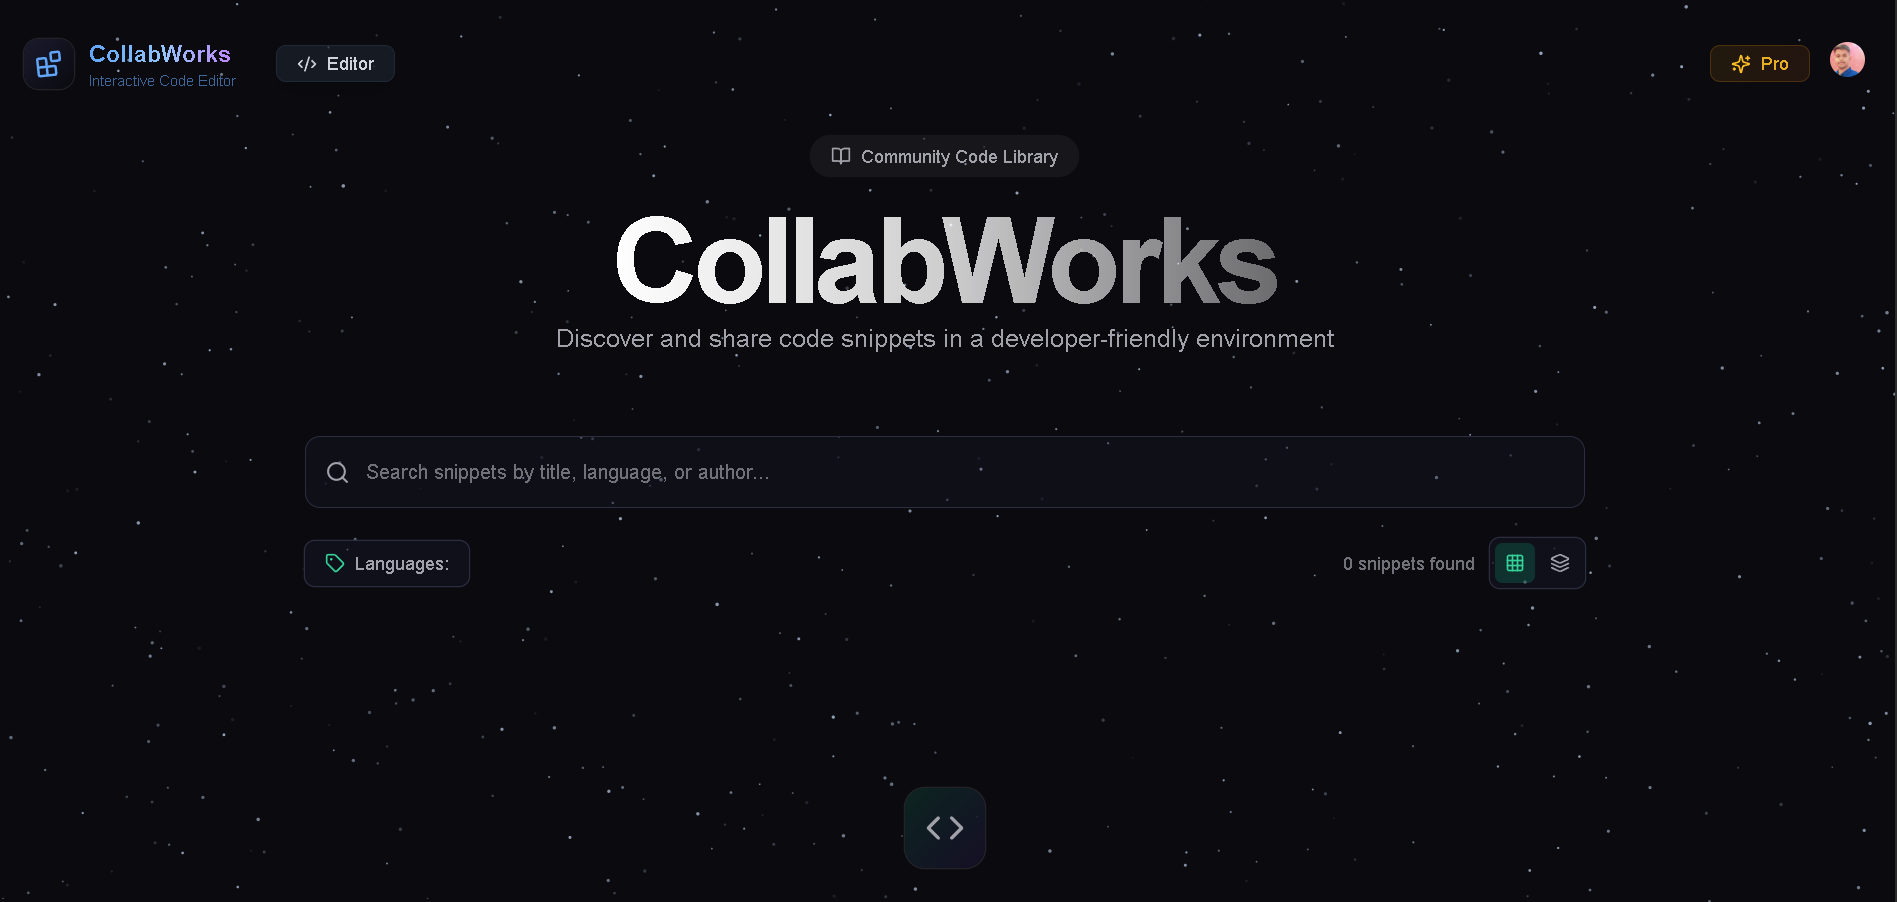 CollabWorks
Interactive Code Editor
Editor
Pro
Community Code Library
CollabWorks
Discover and share code snippets in a developer-friendly environment
Search snippets by title, language, or author...
Languages:
0 snippets found